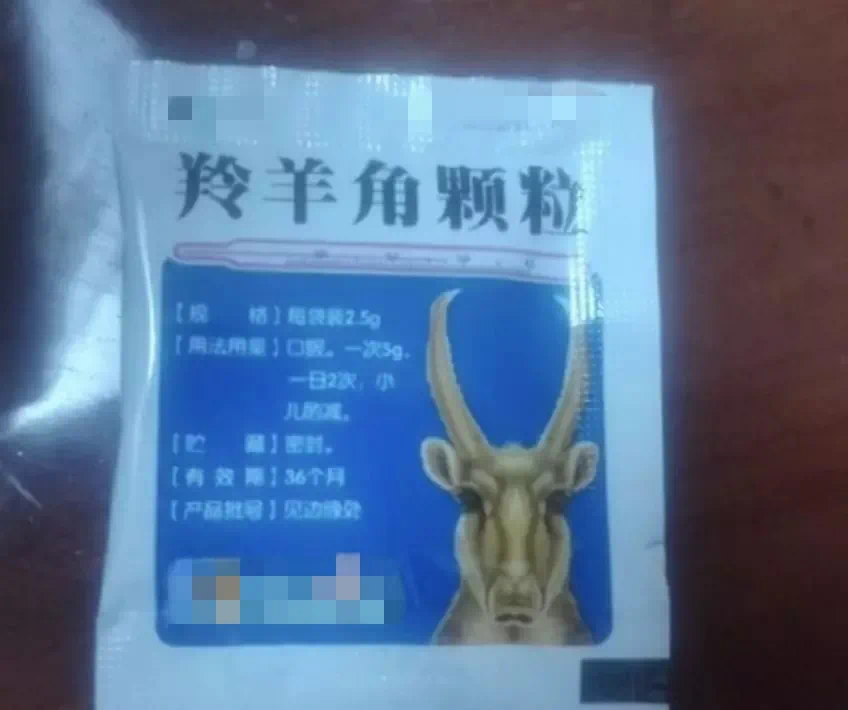 羚羊角颗粒
【规 格】每袋装2.5g
【用法用量】口服。一次5g,
一日2次,小
儿酌减。
【贮 藏】密封。
【有 效 期】36个月
【产品批号】见边缘处